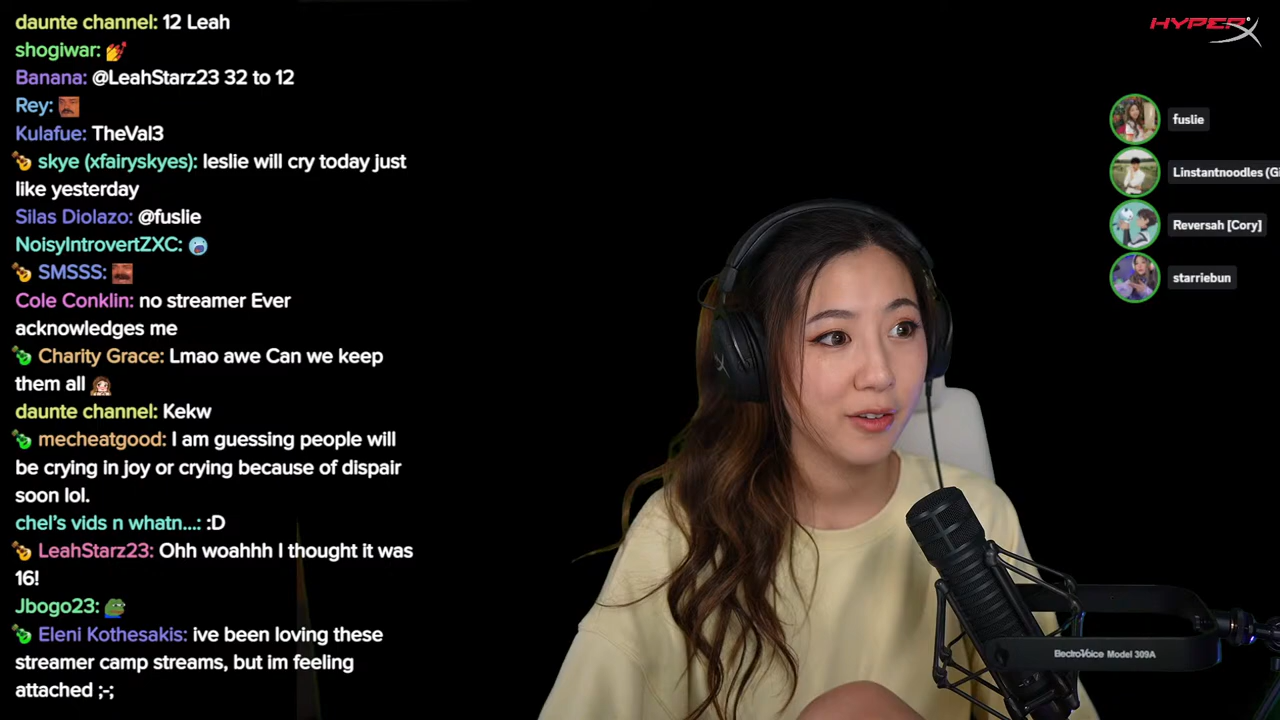 daunte channel: 12 Leah
shogiwar:
Banana: @LeahStarz23 32 to 12
Rey:
Kulafue: TheVal3
skye (xfairyskyes): leslie will cry today just
like yesterday
Silas Diolazo: @fuslie
NoisyIntrovertZXC:
SMSSS:
Cole Conklin: no streamer Ever
acknowledges me
Charity Grace: Lmao awe Can we keep
them all
daunte channel: Kekw
mecheatgood: I am guessing people will
be crying in joy or crying because of dispair
soon lol.
chel's vids n whatn...: :D
LeahStarz23: Ohh woahhh I thought it was
16!
Jbogo23:
Eleni Kothesakis: ive been loving these
streamer camp streams, but im feeling
attached ;-;
HYPERX
fuslie
Linstantnoodles (Gi
Reversah [Cory]
starriebun
ElectroVoice Model 309A